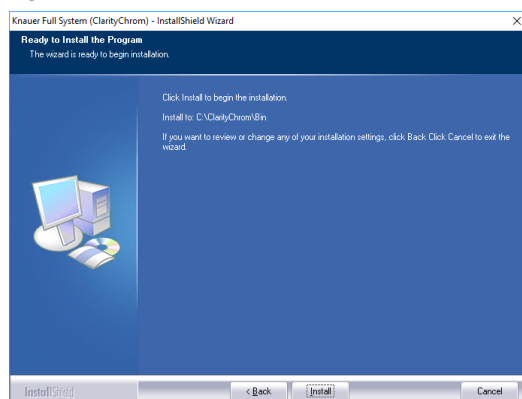 Knauer Full System (ClarityChrom) - InstallShield Wizard
Ready to Install the Program
The wizard is ready to begin installation.
Click Install to begin the installation.
Install to: C:\ClarityChrom\Bin
If you want to review or change any of your installation settings, click Back Click Cancel to exit the
wizard.
InstallShield
< Back
Install
Cancel